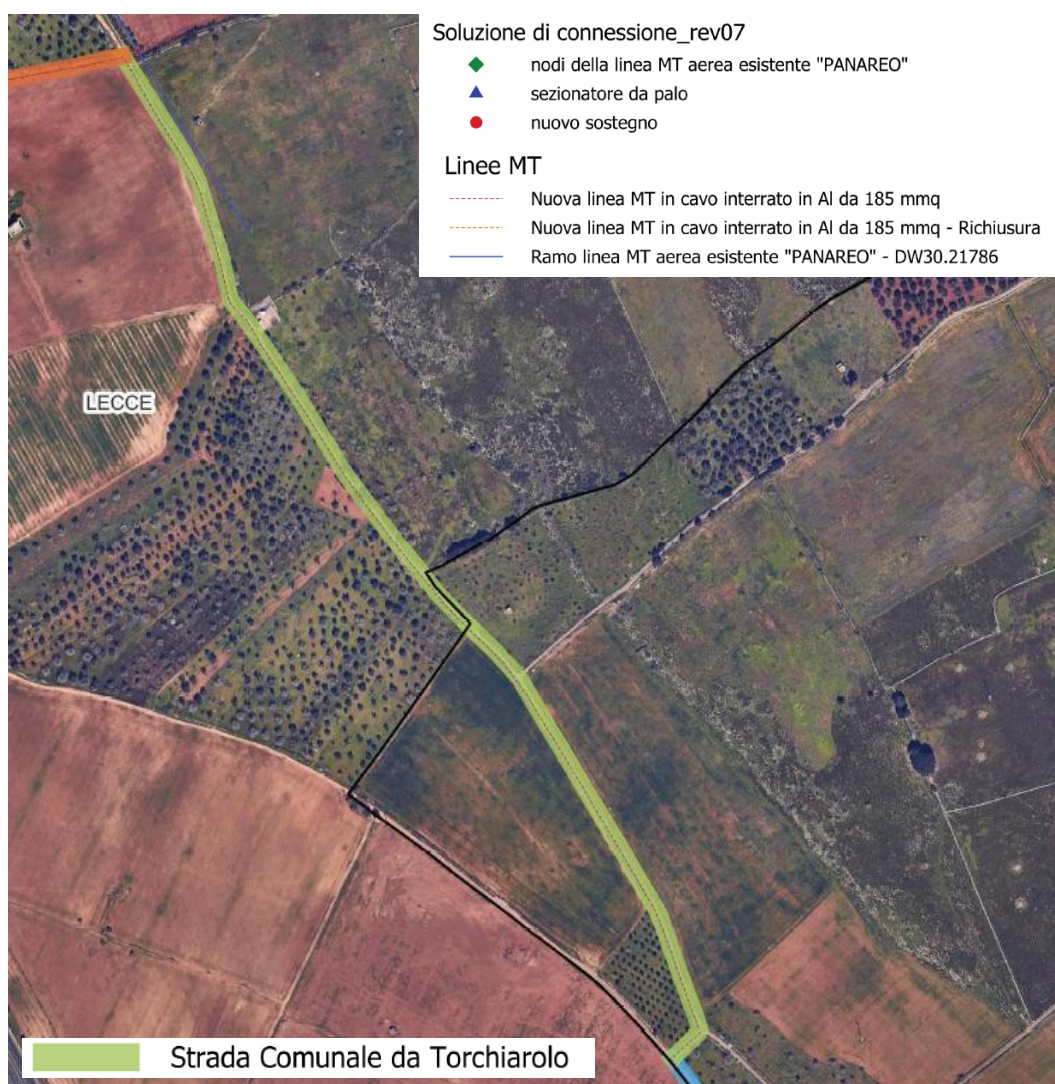 Soluzione di connessione_rev07
nodi della linea MT aerea esistente "PANAREO"
sezionatore da palo
nuovo sostegno
Linee MT
Nuova linea MT in cavo interrato in Al da 185 mmq
Nuova linea MT in cavo interrato in Al da 185 mmq - Richiusura
Ramo linea MT aerea esistente "PANAREO" - DW30.21786
LECCE
Strada Comunale da Torchiarolo